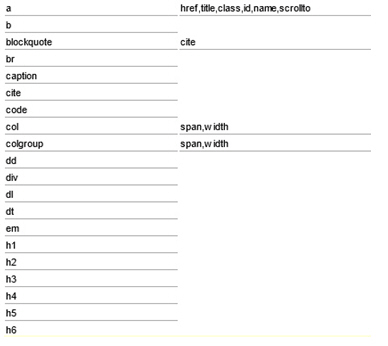 a href,title,class,id,name,scrollto
b
blockquote cite
br
caption
cite
code
col span,width
colgroup span,width
dd
div
dl
dt
em
h1
h2
h3
h4
h5
h6